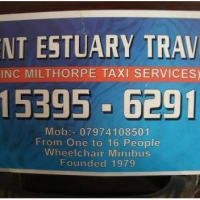 ENT ESTUARY TRAV
INC MILTHORPE TAXI SERVICES)
15395 - 6291
Mob:- 07974108501
From One to 16 People
Wheelchair Minibus
Founded 1979